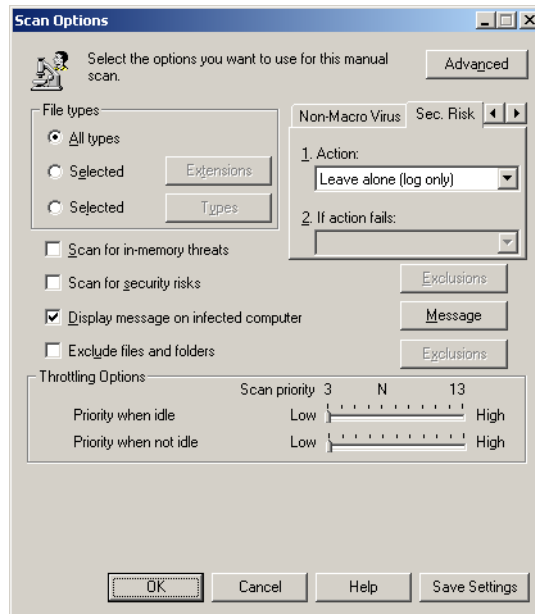 Scan Options
Select the options you want to use for this manual
scan.
Advanced
File types
All types
Selected
Extensions
Selected
Types
Non-Macro Virus
Sec. Risk
1. Action:
Leave alone (log only)
2. If action fails:
Scan for in-memory threats
Scan for security risks
Exclusions
Display message on infected computer
Message
Exclude files and folders
Exclusions
Throttling Options
Scan priority 3 N 13
Priority when idle Low High
Priority when not idle Low High
OK
Cancel
Help
Save Settings